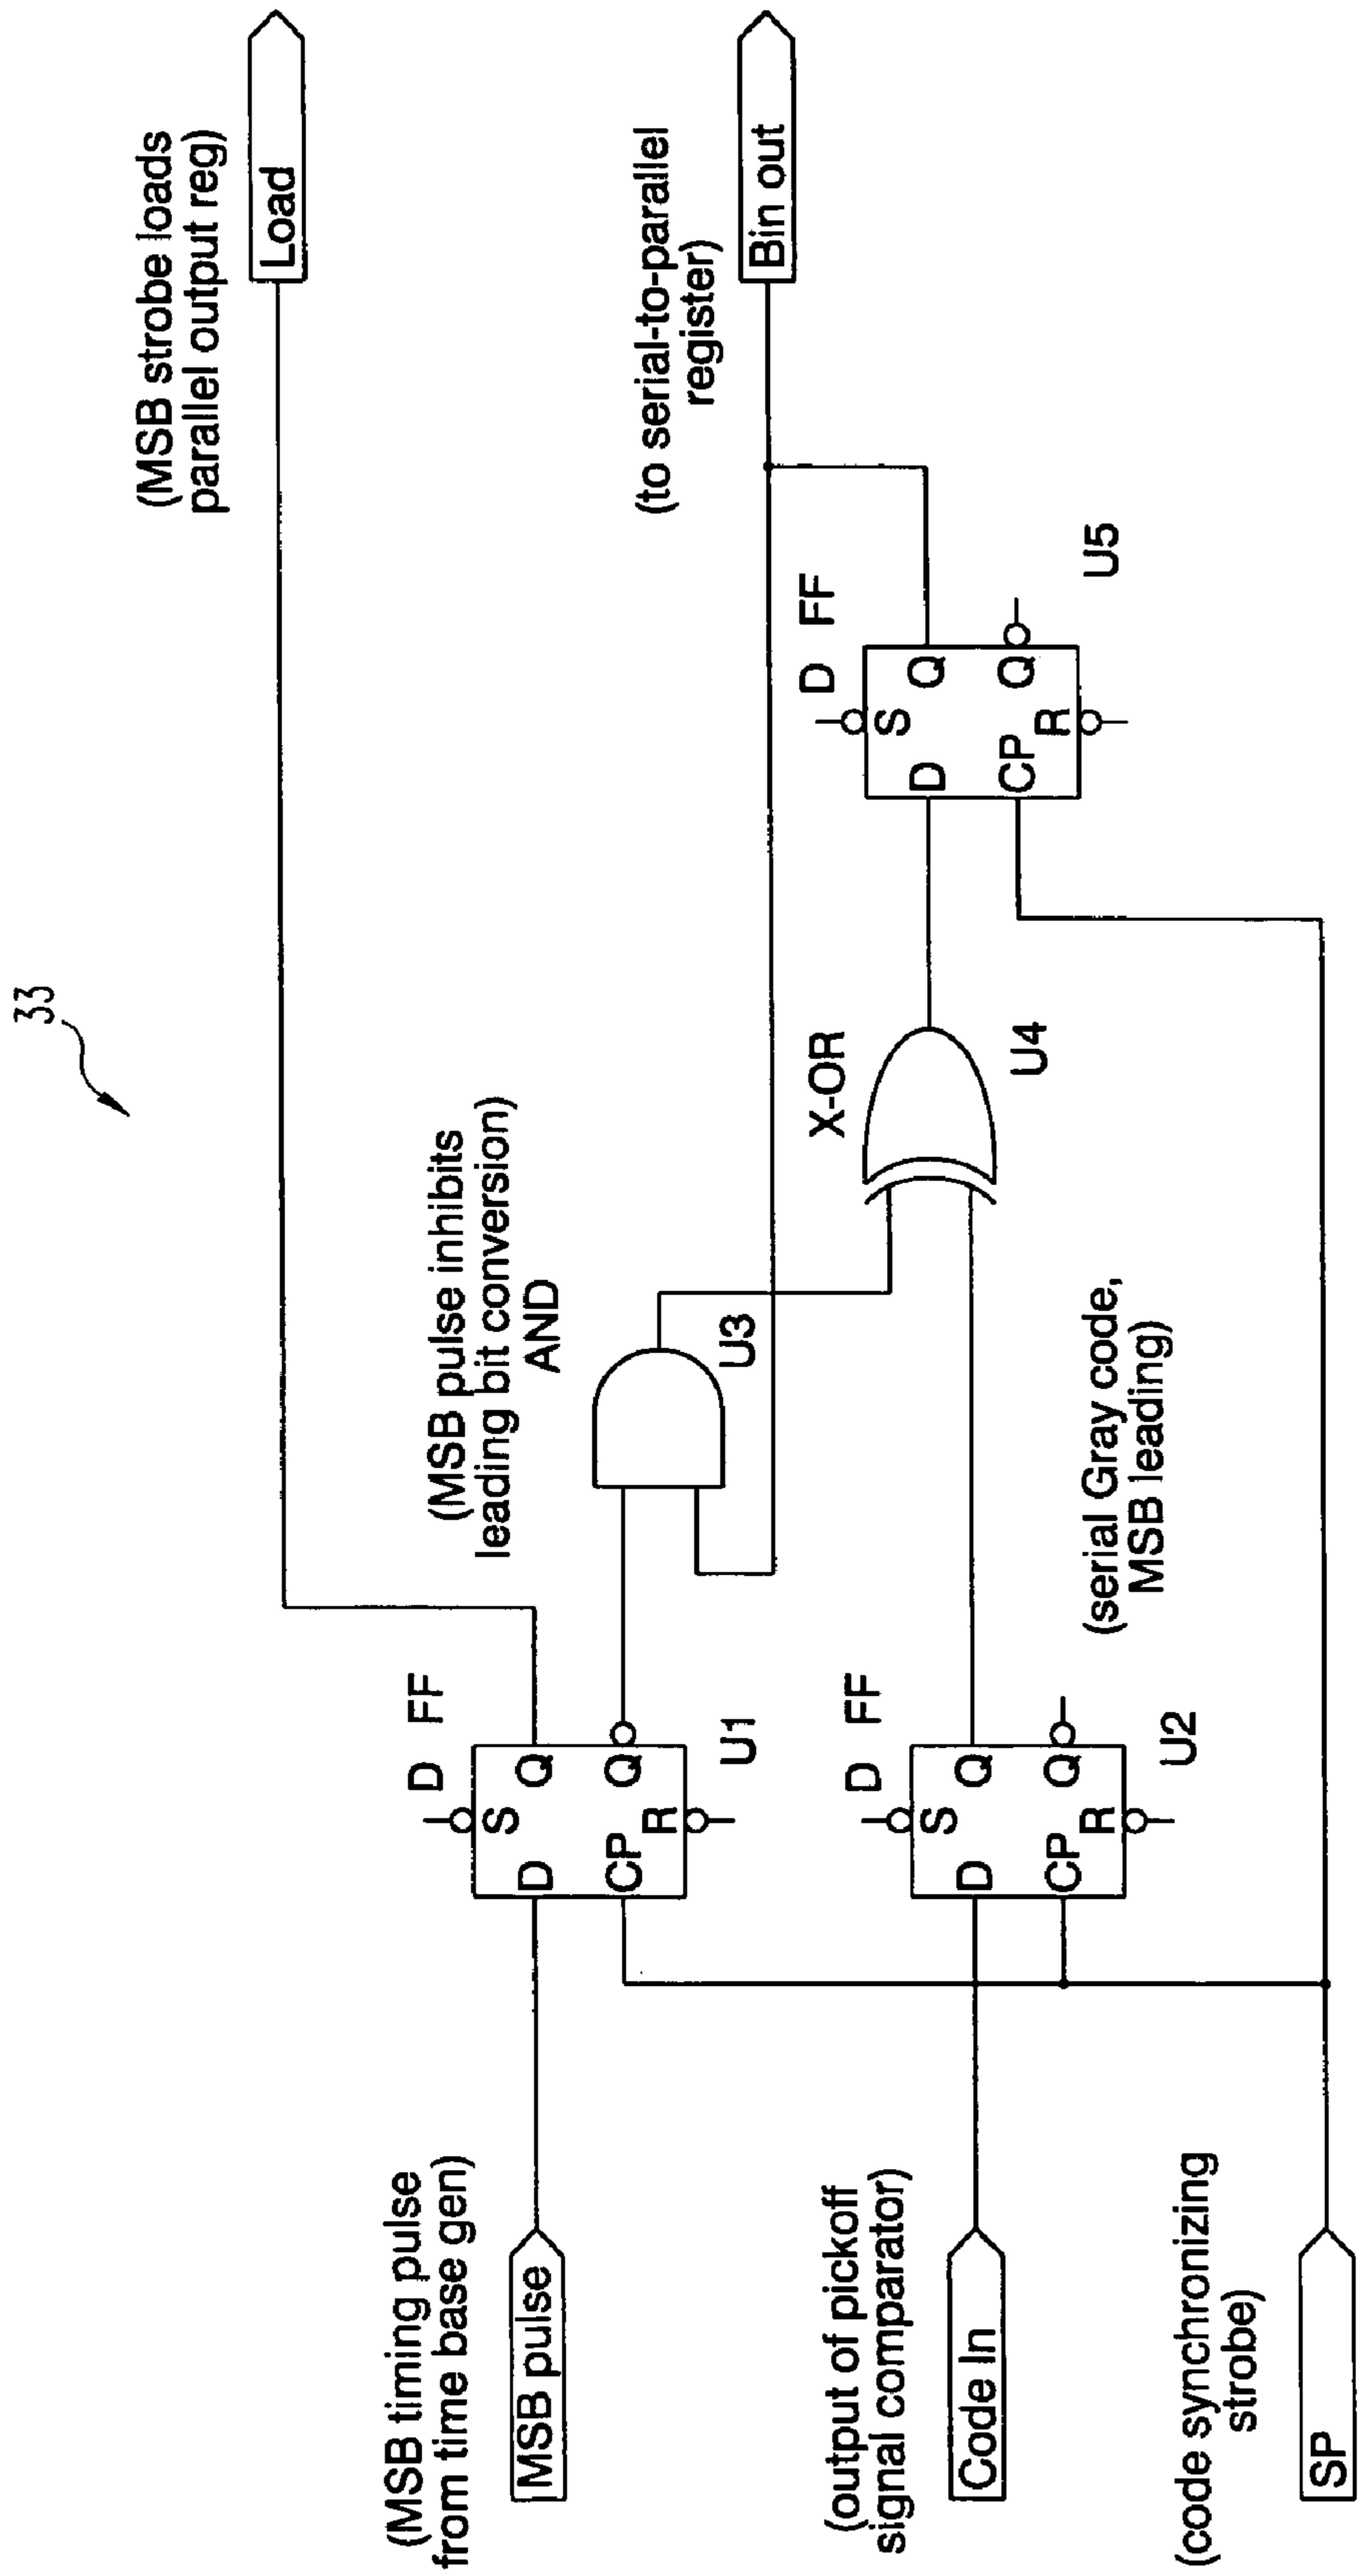 33
(MSB strobe loads
parallel output reg)
Load
(MSB pulse inhibits
leading bit conversion)
AND
U3
(MSB timing pulse
from time base gen)
MSB pulse
D FF
S
D Q
CP Q
R
U1
(to serial-to-parallel
register)
Bin out
(output of pickoff
signal comparator)
Code In
D FF
S
D Q
CP Q
R
U2
(serial Gray code,
MSB leading)
X-OR
U4
D FF
S
D Q
CP Q
R
U5
(code synchronizing
strobe)
SP